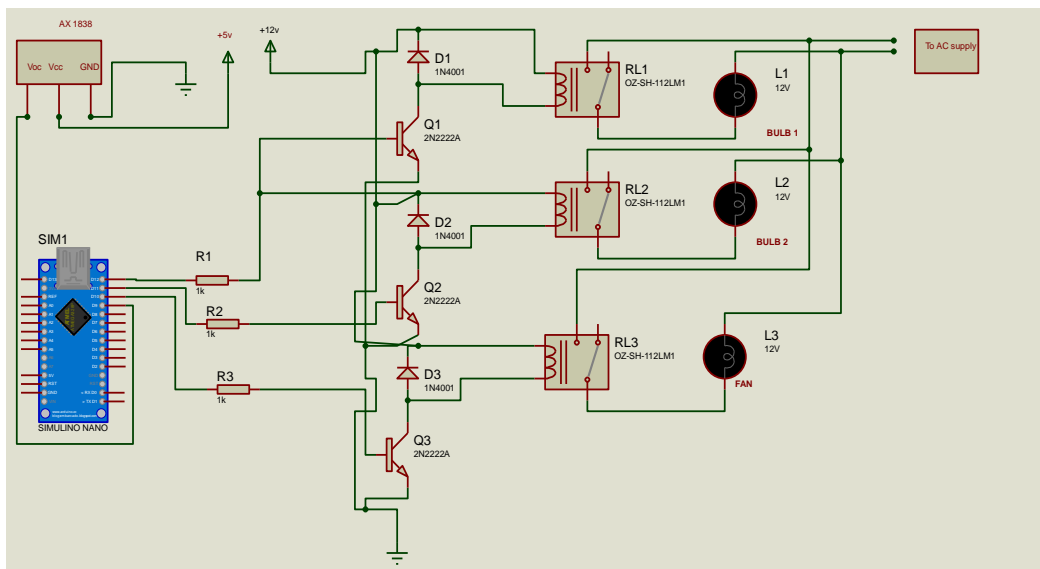 AX 1838
Voc Vcc GND
+5v
+12v
D1
1N4001
Q1
2N2222A
RL1
OZ-SH-112LM1
L1
12V
BULB 1
To AC supply
D2
1N4001
Q2
2N2222A
RL2
OZ-SH-112LM1
L2
12V
BULB 2
SIM1
R1
1k
R2
1k
R3
1k
D3
1N4001
Q3
2N2222A
RL3
OZ-SH-112LM1
L3
12V
FAN
SIMULINO NANO